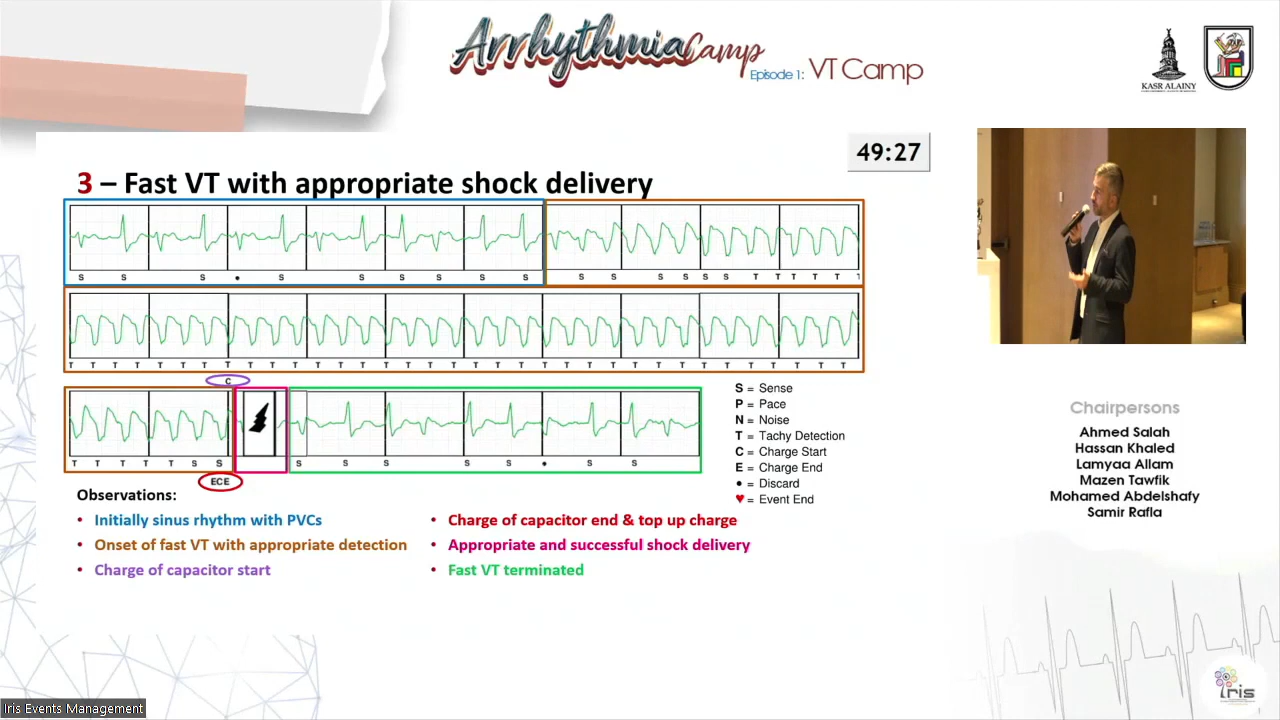 Arrhythmia Camp
Episode 1: VT Camp
KASR ALAINY
49:27
3 – Fast VT with appropriate shock delivery
S S S • S S S S S S S S S S S T T T T T
T T T T T T T T T T T T T T T T T T T T T T T T T T T T T T T T T T T T
C
T T T T T S S S S S S S • S S
ECE
S = Sense
P = Pace
N = Noise
T = Tachy Detection
C = Charge Start
E = Charge End
• = Discard
♥ = Event End
Observations:
• Initially sinus rhythm with PVCs
• Onset of fast VT with appropriate detection
• Charge of capacitor start
• Charge of capacitor end & top up charge
• Appropriate and successful shock delivery
• Fast VT terminated
Chairpersons
Ahmed Salah
Hassan Khaled
Lamyaa Allam
Mazen Tawfik
Mohamed Abdelshafy
Samir Rafla
iris
Iris Events Management